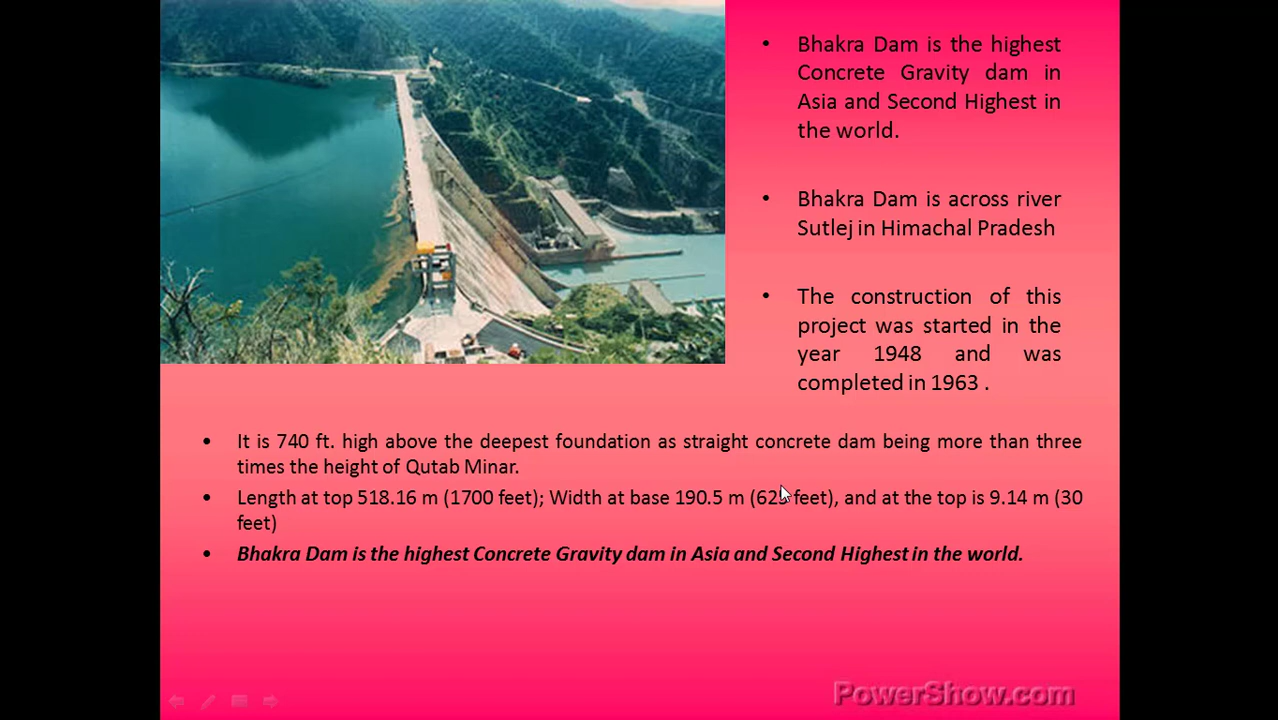 • Bhakra Dam is the highest
Concrete Gravity dam in
Asia and Second Highest in
the world.
• Bhakra Dam is across river
Sutlej in Himachal Pradesh
• The construction of this
project was started in the
year 1948 and was
completed in 1963 .
• It is 740 ft. high above the deepest foundation as straight concrete dam being more than three
times the height of Qutab Minar.
• Length at top 518.16 m (1700 feet); Width at base 190.5 m (625 feet), and at the top is 9.14 m (30
feet)
• Bhakra Dam is the highest Concrete Gravity dam in Asia and Second Highest in the world.
PowerShow.com